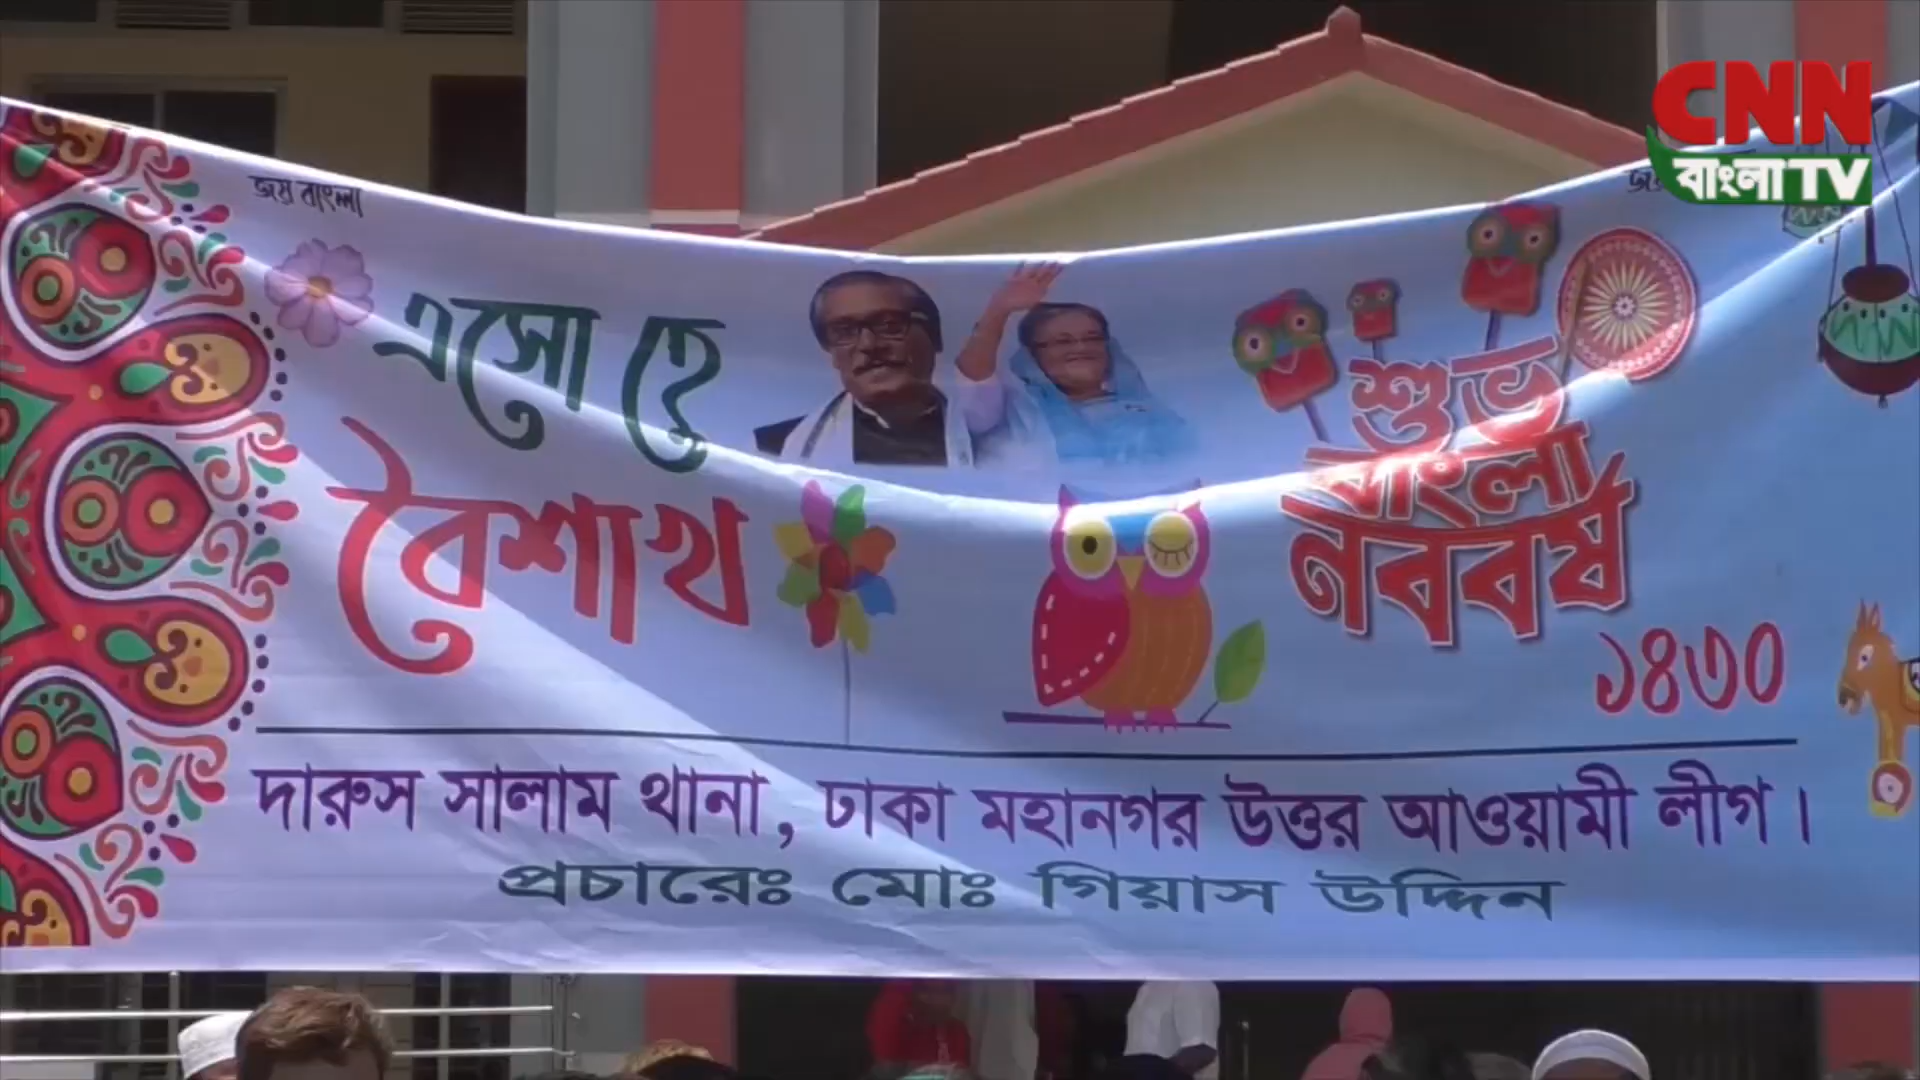 CNN
বাংলা TV
জয় বাংলা
এসো হে
বৈশাখ
শুভ
বাংলা
নববর্ষ
১৪৩০
দারুস সালাম থানা, ঢাকা মহানগর উত্তর আওয়ামী লীগ।
প্রচারেঃ মোঃ গিয়াস উদ্দিন